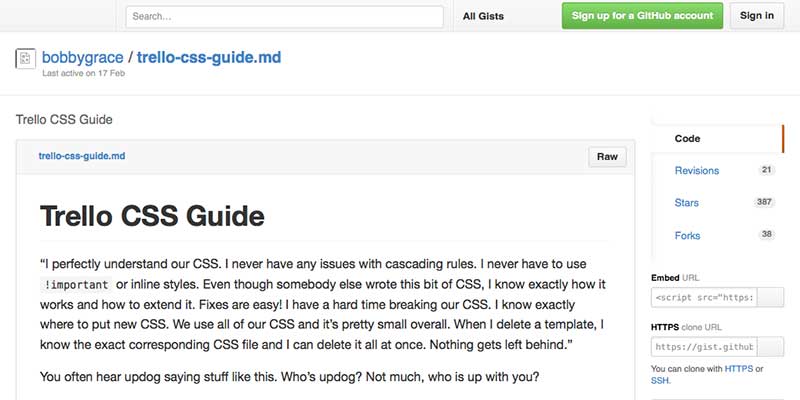 Search…
All Gists
Sign up for a GitHub account
Sign in
bobbygrace / trello-css-guide.md
Last active on 17 Feb
Trello CSS Guide
trello-css-guide.md
Raw
Trello CSS Guide
“I perfectly understand our CSS. I never have any issues with cascading rules. I never have to use
!important or inline styles. Even though somebody else wrote this bit of CSS, I know exactly how it
works and how to extend it. Fixes are easy! I have a hard time breaking our CSS. I know exactly
where to put new CSS. We use all of our CSS and it’s pretty small overall. When I delete a template, I
know the exact corresponding CSS file and I can delete it all at once. Nothing gets left behind.”
You often hear updog saying stuff like this. Who’s updog? Not much, who is up with you?
Code
Revisions 21
Stars 387
Forks 38
Embed URL
<script src="https:
HTTPS clone URL
https://gist.github
You can clone with HTTPS or
SSH.